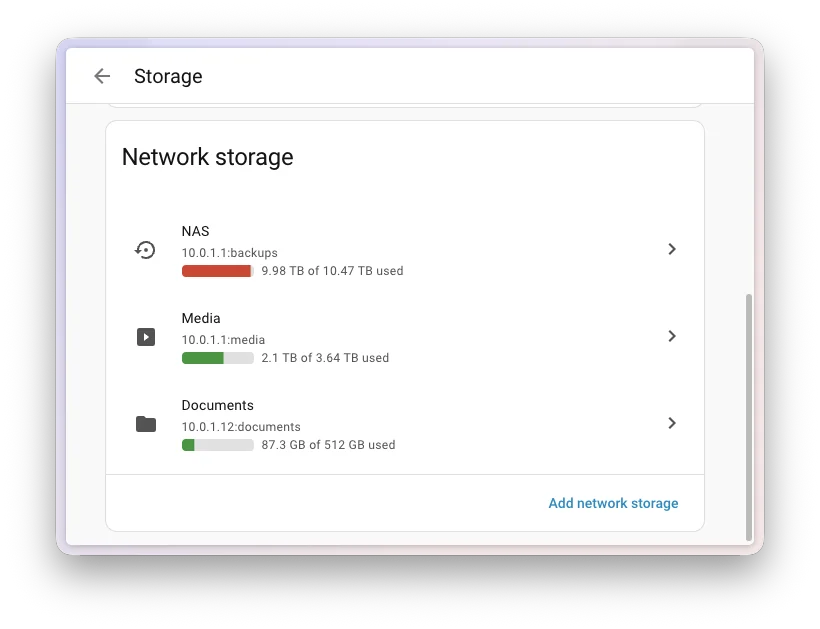 Storage
Network storage
NAS
10.0.1.1:backups
9.98 TB of 10.47 TB used
Media
10.0.1.1:media
2.1 TB of 3.64 TB used
Documents
10.0.1.12:documents
87.3 GB of 512 GB used
Add network storage